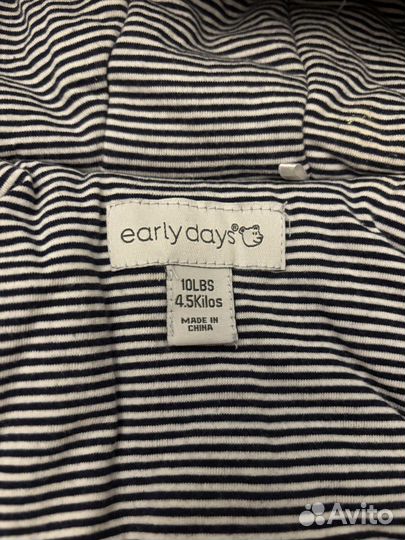 early days®
10LBS
4.5Kilos
MADE IN
CHINA
Avito